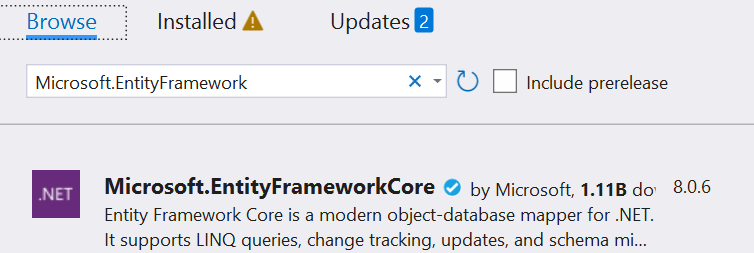 Browse Installed Updates 2
Microsoft.EntityFramework Include prerelease
.NET Microsoft.EntityFrameworkCore by Microsoft, 1.11B do 8.0.6
Entity Framework Core is a modern object-database mapper for .NET.
It supports LINQ queries, change tracking, updates, and schema mi...